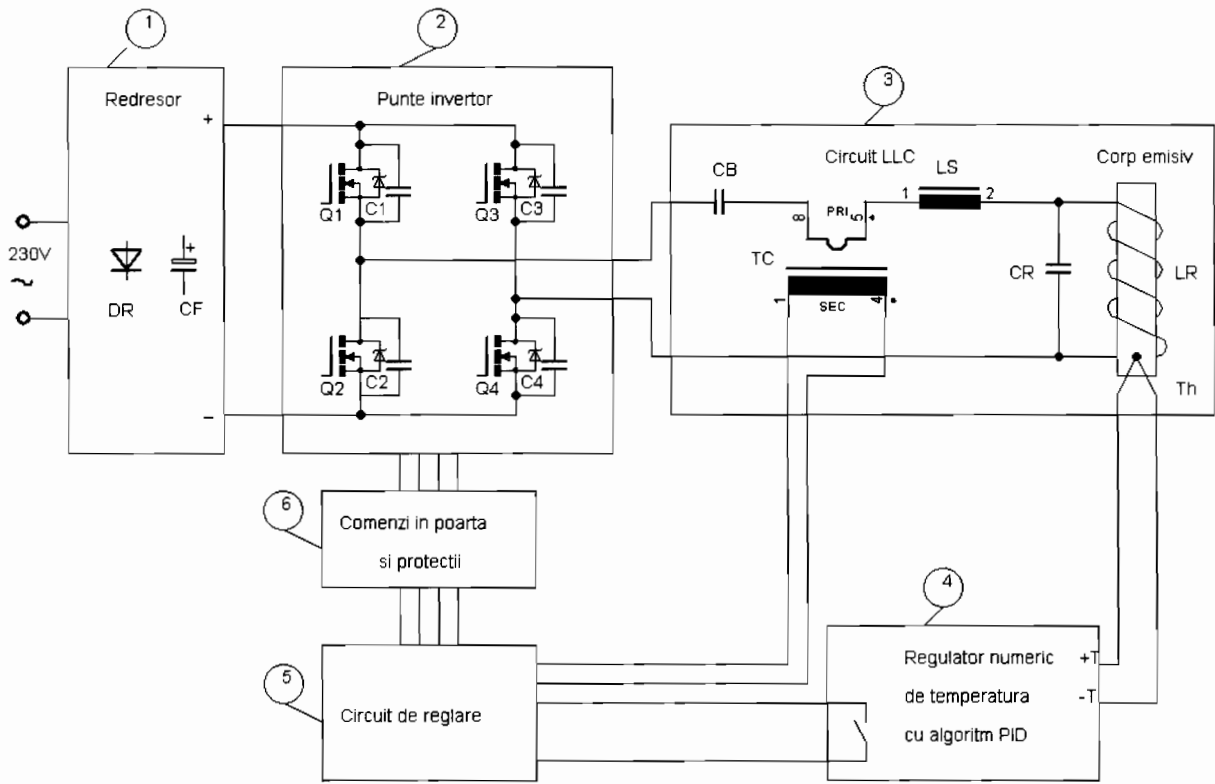 1
2
3
Redresor
Punte invertor
Circuit LLC
Corp emisiv
+
230V
~
DR
+
CF
-
Q1
C1
Q3
C3
Q2
C2
Q4
C4
CB
8
PRI
5
LS
1
2
TC
1
SEC
4
CR
LR
Th
6
Comenzi in poarta
si protectii
5
Circuit de reglare
4
Regulator numeric
de temperatura
cu algoritm PID
+T
-T